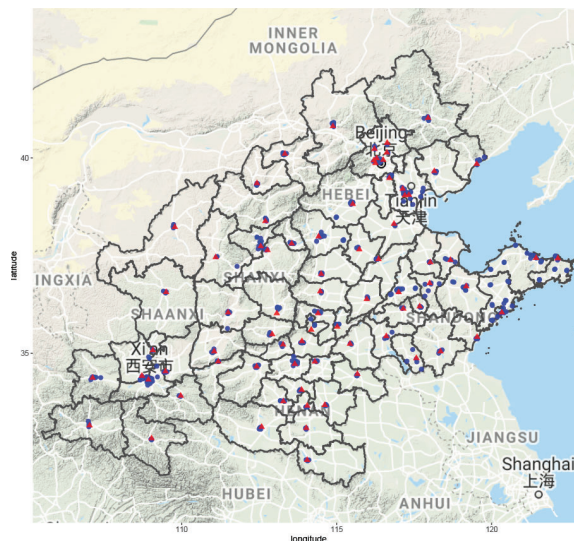 INNER
MONGOLIA
Beijing
北京
40
HEBEI
Tianjin
天津
INGXIA
SHANXI
SHAANXI
SHANDONG
Xi'an
西安市
35
HENAN
JIANGSU
Shanghai
上海
HUBEI
ANHUI
110
115
120
latitude
longitude